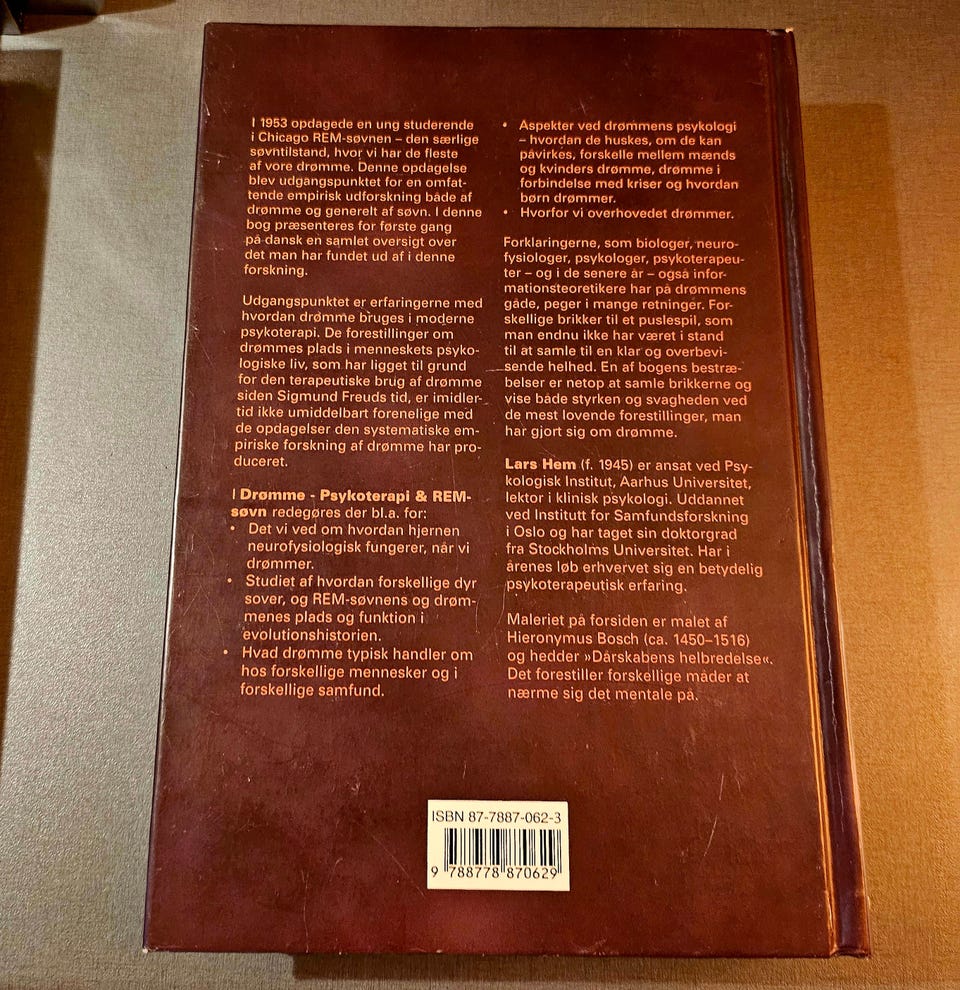 I 1953 opdagede en ung studerende
i Chicago REM-søvnen – den særlige
søvntilstand, hvor vi har de fleste
af vore drømme. Denne opdagelse
blev udgangspunktet for en omfat-
tende empirisk udforskning både af
drømme og generelt af søvn. I denne
bog præsenteres for første gang
på dansk en samlet oversigt over
det man har fundet ud af i denne
forskning.
Udgangspunktet er erfaringerne med
hvordan drømme bruges i moderne
psykoterapi. De forestillinger om
drømmes plads i menneskets psyko-
logiske liv, som har ligget til grund
for den terapeutiske brug af drømme
siden Sigmund Freuds tid, er imidler-
tid ikke umiddelbart forenelige med
de opdagelser den systematiske em-
piriske forskning af drømme har pro-
duceret.
I Drømme - Psykoterapi & REM-
søvn redegøres der bl.a. for:
• Det vi ved om hvordan hjernen
neurofysiologisk fungerer, når vi
drømmer.
• Studiet af hvordan forskellige dyr
sover, og REM-søvnens og drøm-
menes plads og funktion i
evolutionshistorien.
• Hvad drømme typisk handler om
hos forskellige mennesker og i
forskellige samfund.
• Aspekter ved drømmens psykologi
– hvordan de huskes, om de kan
påvirkes, forskelle mellem mænds
og kvinders drømme, drømme i
forbindelse med kriser og hvordan
børn drømmer.
• Hvorfor vi overhovedet drømmer.
Forklaringerne, som biologer, neuro-
fysiologer, psykologer, psykoterapeu-
ter – og i de senere år – også infor-
mationsteoretikere har på drømmens
gåde, peger i mange retninger. For-
skellige brikker til et puslespil, som
man endnu ikke har været i stand
til at samle til en klar og overbevi-
sende helhed. En af bogens bestræ-
belser er netop at samle brikkerne og
vise både styrken og svagheden ved
de mest lovende forestillinger, man
har gjort sig om drømme.
Lars Hem (f. 1945) er ansat ved Psy-
kologisk Institut, Aarhus Universitet,
lektor i klinisk psykologi. Uddannet
ved Institutt for Samfundsforskning
i Oslo og har taget sin doktorgrad
fra Stockholms Universitet. Har i
årenes løb erhvervet sig en betydelig
psykoterapeutisk erfaring.
Maleriet på forsiden er malet af
Hieronymus Bosch (ca. 1450–1516)
og hedder »Dårskabens helbredelse«.
Det forestiller forskellige måder at
nærme sig det mentale på.
ISBN 87-7887-062-3
9 788778 870629